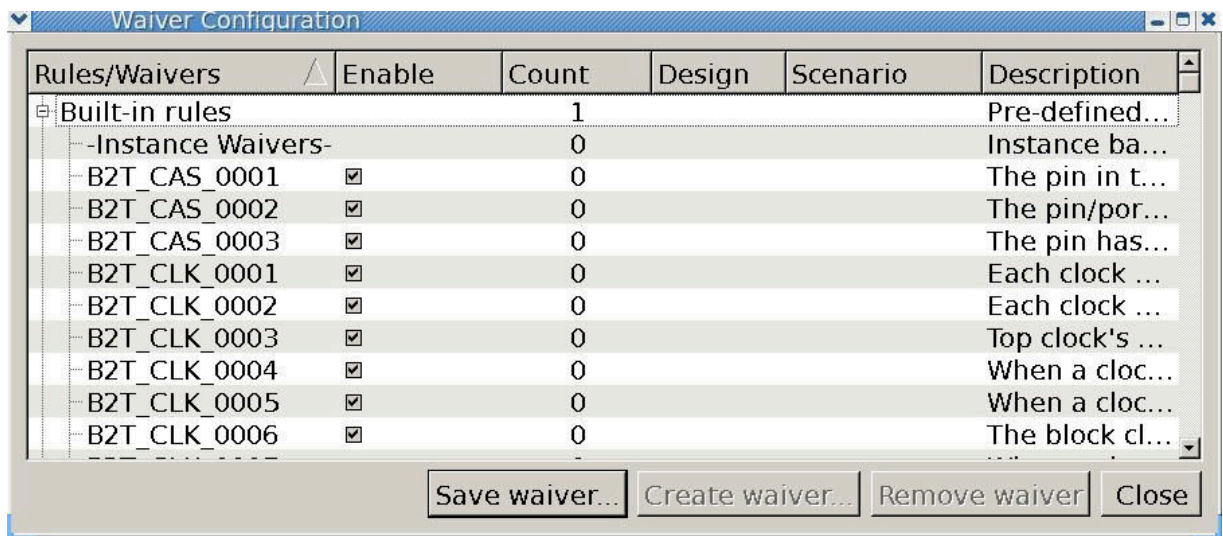 Waiver Configuration
Rules/Waivers Enable Count Design Scenario Description
Built-in rules 1 Pre-defined...
-Instance Waivers- 0 Instance ba...
B2T_CAS_0001 0 The pin in t...
B2T_CAS_0002 0 The pin/por...
B2T_CAS_0003 0 The pin has...
B2T_CLK_0001 0 Each clock ...
B2T_CLK_0002 0 Each clock ...
B2T_CLK_0003 0 Top clock's ...
B2T_CLK_0004 0 When a cloc...
B2T_CLK_0005 0 When a cloc...
B2T_CLK_0006 0 The block cl...
Save waiver... Create waiver... Remove waiver Close